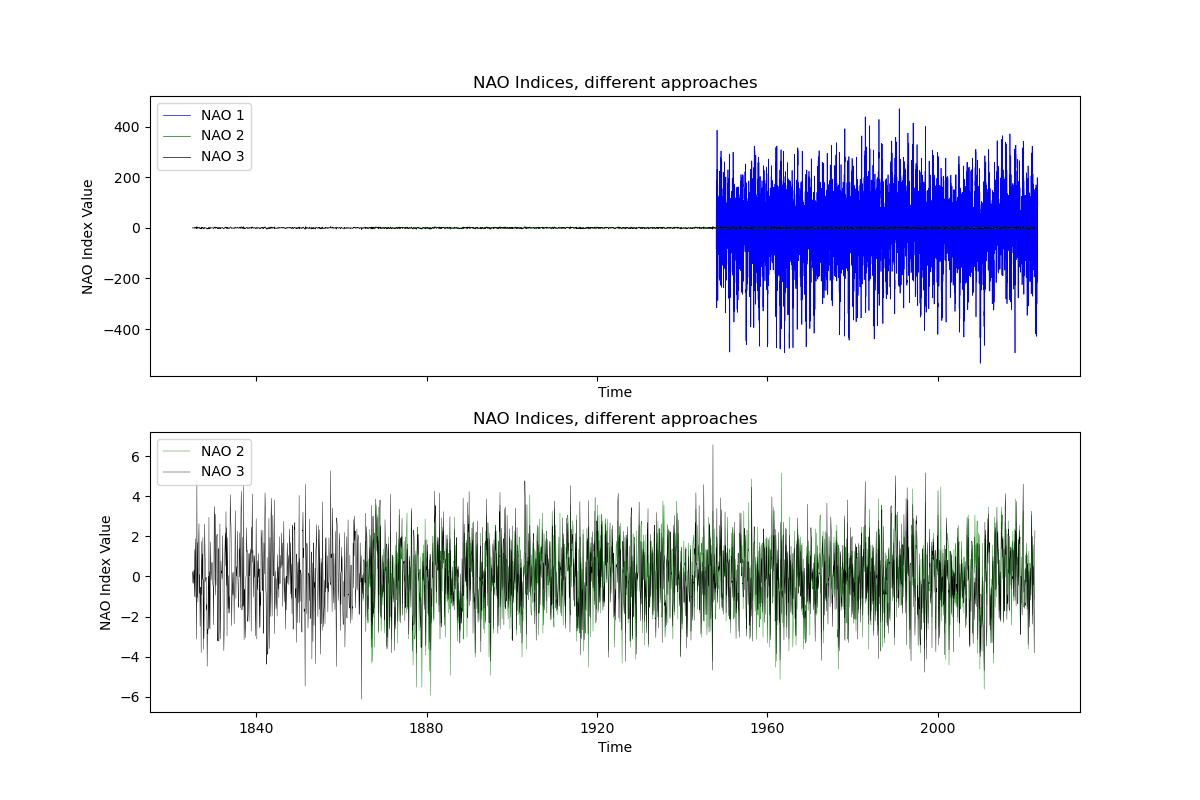 NAO Indices, different approaches
NAO 1
NAO 2
NAO 3
NAO Index Value
400
200
0
−200
−400
Time
NAO Indices, different approaches
NAO 2
NAO 3
NAO Index Value
6
4
2
0
−2
−4
−6
1840 1880 1920 1960 2000
Time